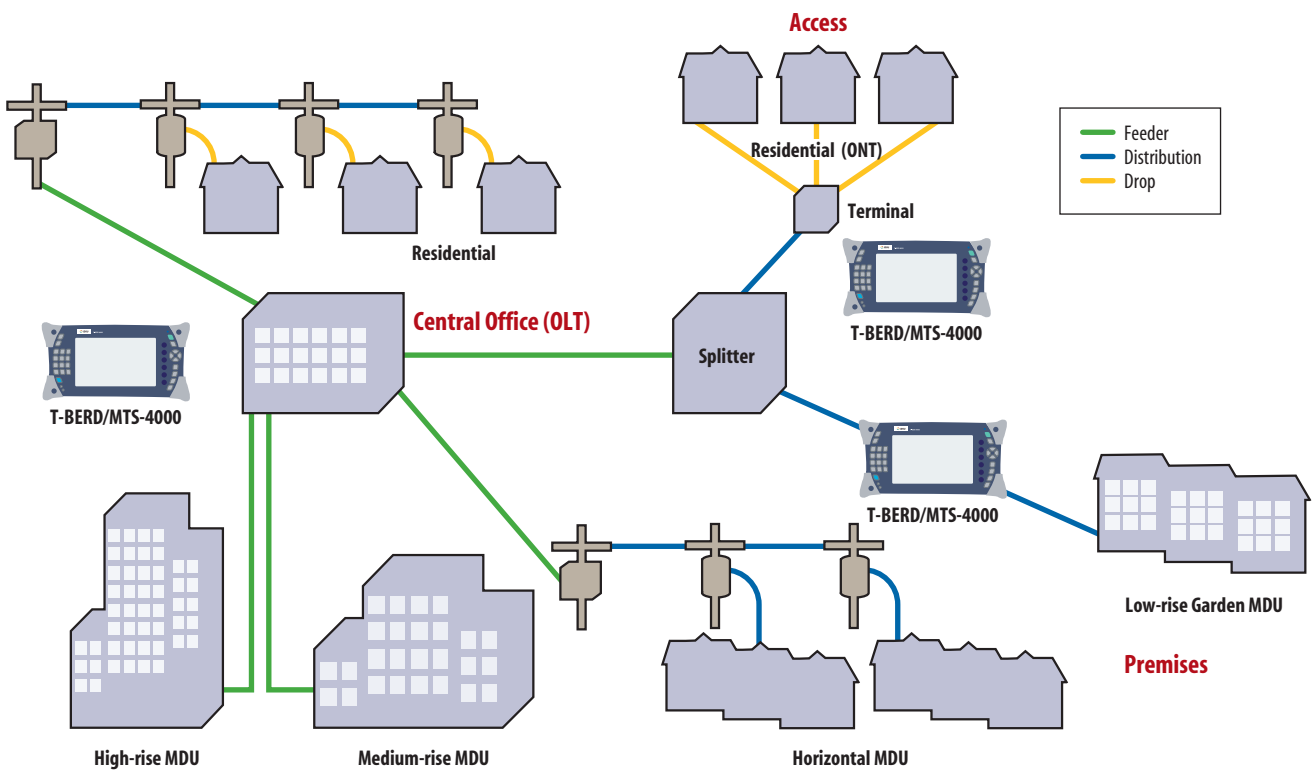 Access
Feeder
Distribution
Drop
Residential (ONT)
Terminal
Residential
Central Office (OLT)
T-BERD/MTS-4000
Splitter
T-BERD/MTS-4000
T-BERD/MTS-4000
Low-rise Garden MDU
Premises
High-rise MDU
Medium-rise MDU
Horizontal MDU